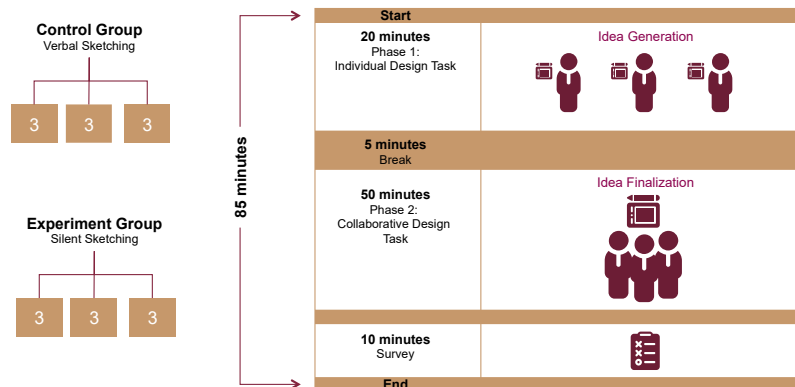 Control Group
Verbal Sketching
3 3 3
Experiment Group
Silent Sketching
3 3 3
85 minutes
Start
20 minutes
Phase 1:
Individual Design Task
Idea Generation
5 minutes
Break
50 minutes
Phase 2:
Collaborative Design
Task
Idea Finalization
10 minutes
Survey
End